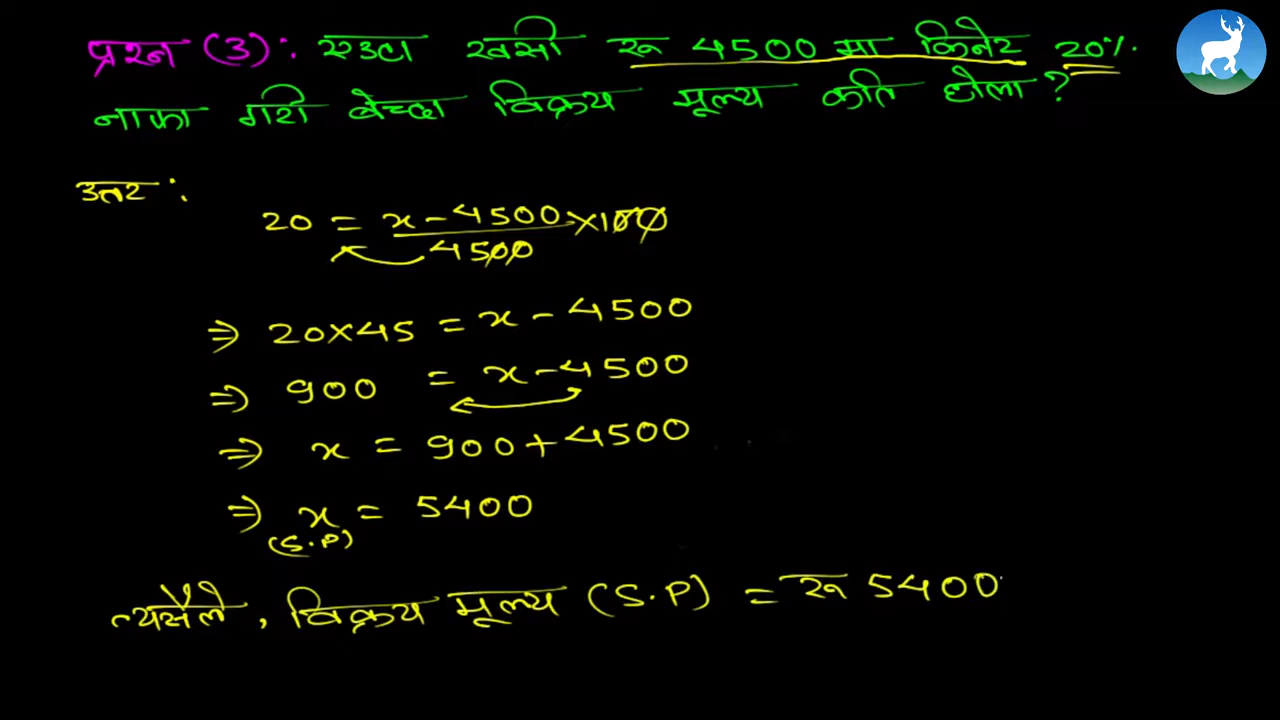 प्रश्न (3): एउटा खसी रू 4500 मा किनेर 20%
नाफा गरी बेच्दा विक्रय मूल्य कति होला ?
उत्तर :
20 = x - 4500 × 100
4500
⇒ 20×45 = x - 4500
⇒ 900 = x - 4500
⇒ x = 900 + 4500
⇒ x = 5400
(S.P)
त्यसैले , विक्रय मूल्य (S.P) = रू 5400